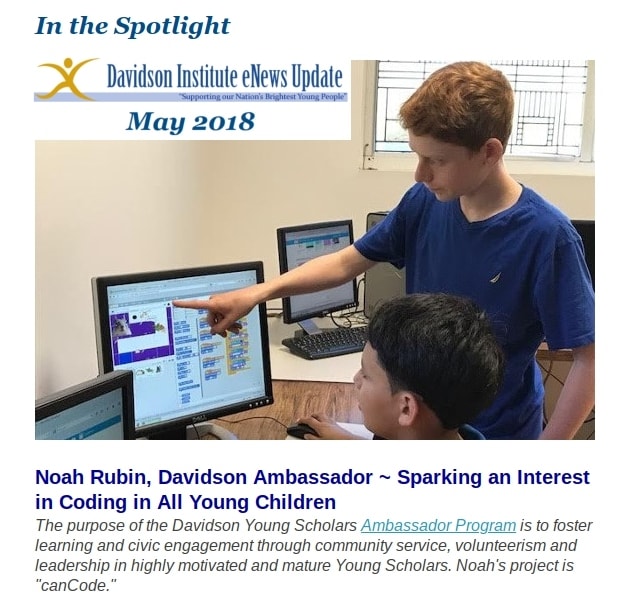 In the Spotlight
Davidson Institute eNews Update
"Supporting our Nation's Brightest Young People"
May 2018
Noah Rubin, Davidson Ambassador ~ Sparking an Interest
in Coding in All Young Children
The purpose of the Davidson Young Scholars Ambassador Program is to foster
learning and civic engagement through community service, volunteerism and
leadership in highly motivated and mature Young Scholars. Noah's project is
"canCode."